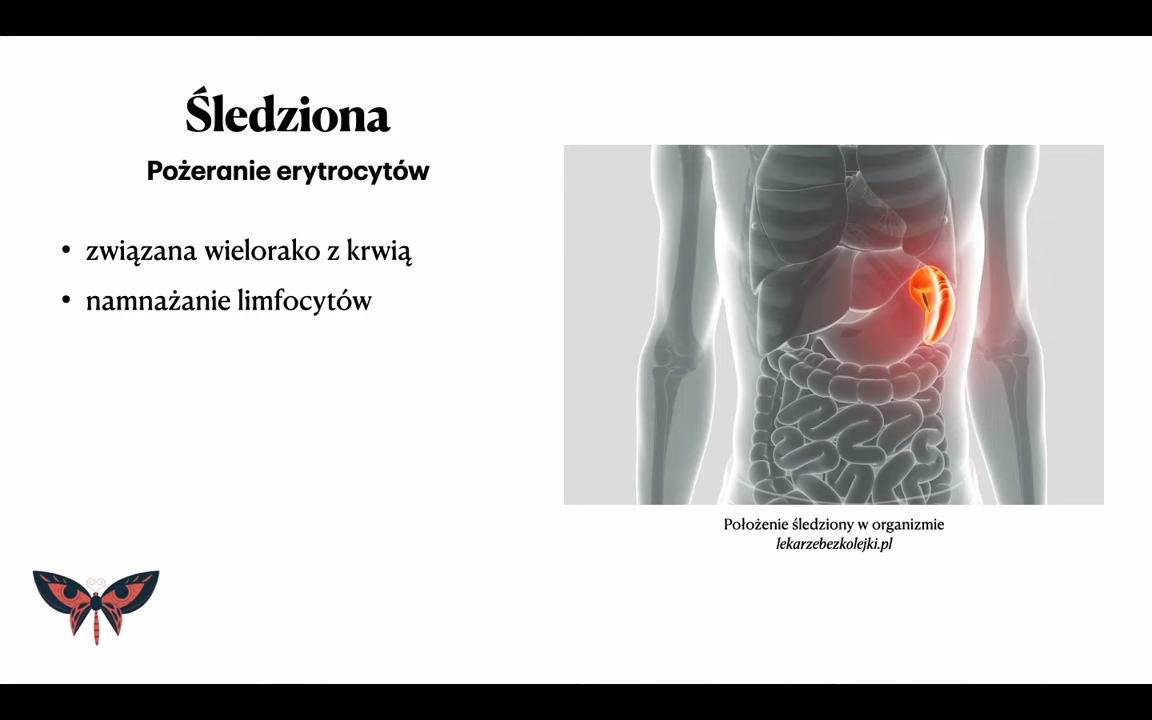 Śledziona
Pożeranie erytrocytów
• związana wielorako z krwią
• namnażanie limfocytów
Położenie śledziony w organizmie
lekarzebezkolejki.pl